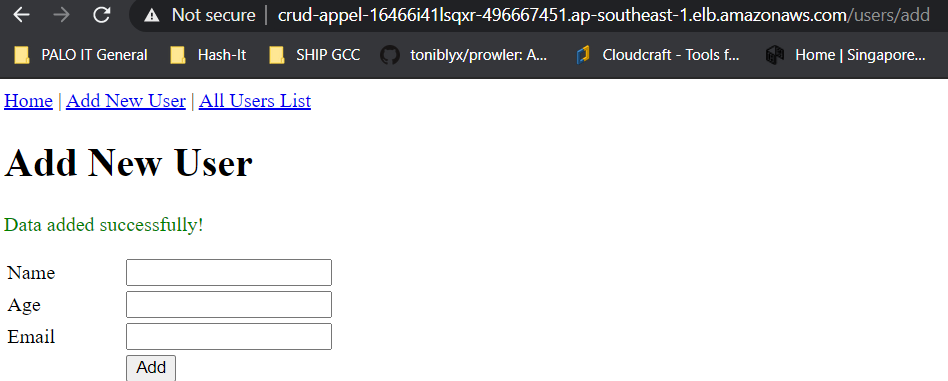 Not secure | crud-appel-16466i41lsqxr-496667451.ap-southeast-1.elb.amazonaws.com/users/add
PALO IT General Hash-It SHIP GCC toniblyx/prowler: A... Cloudcraft - Tools f... Home | Singapore...
Home | Add New User | All Users List
Add New User
Data added successfully!
Name
Age
Email
Add